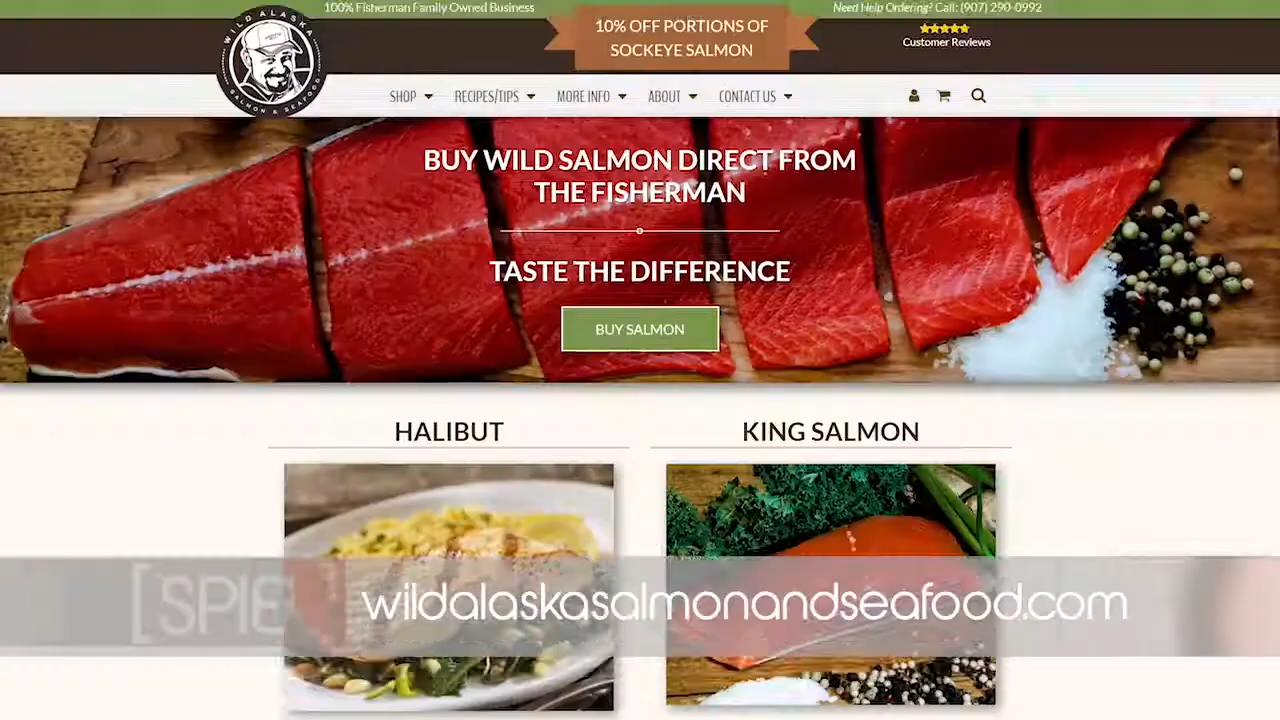 100% Fisherman Family Owned Business
Need Help Ordering? Call: (907) 290-0992
WILD ALASKA
SALMON & SEAFOOD
10% OFF PORTIONS OF
SOCKEYE SALMON
Customer Reviews
SHOP
RECIPES/TIPS
MORE INFO
ABOUT
CONTACT US
BUY WILD SALMON DIRECT FROM
THE FISHERMAN
TASTE THE DIFFERENCE
BUY SALMON
HALIBUT
KING SALMON
wildalaskasalmonandseafood.com